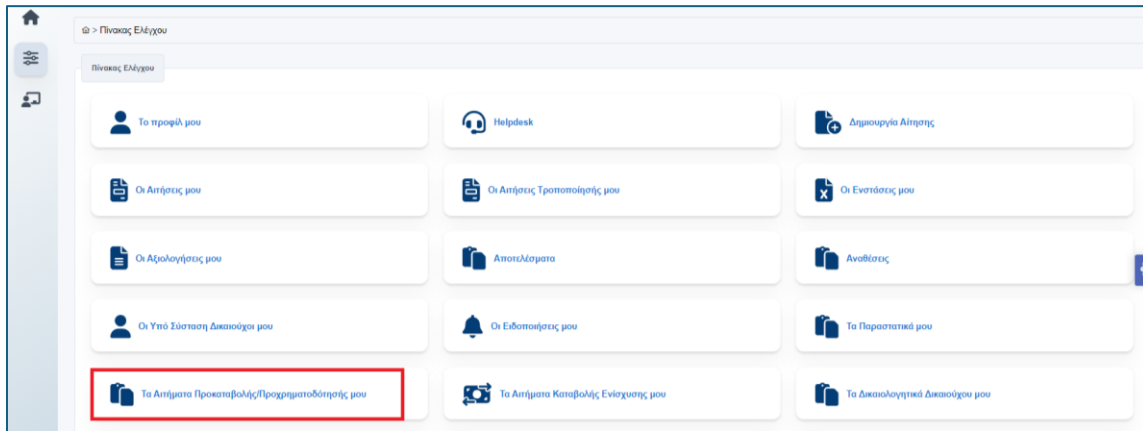 > Πίνακας Ελέγχου
Πίνακας Ελέγχου
Το προφίλ μου
Helpdesk
Δημιουργία Αίτησης
Οι Αιτήσεις μου
Οι Αιτήσεις Τροποποίησής μου
Οι Ενστάσεις μου
Οι Αξιολογήσεις μου
Αποτελέσματα
Αναθέσεις
Οι Υπό Σύσταση Δικαιούχοι μου
Οι Ειδοποιήσεις μου
Τα Παραστατικά μου
Τα Αιτήματα Προκαταβολής/Προχρηματοδότησής μου
Τα Αιτήματα Καταβολής Ενίσχυσης μου
Τα Δικαιολογητικά Δικαιούχου μου